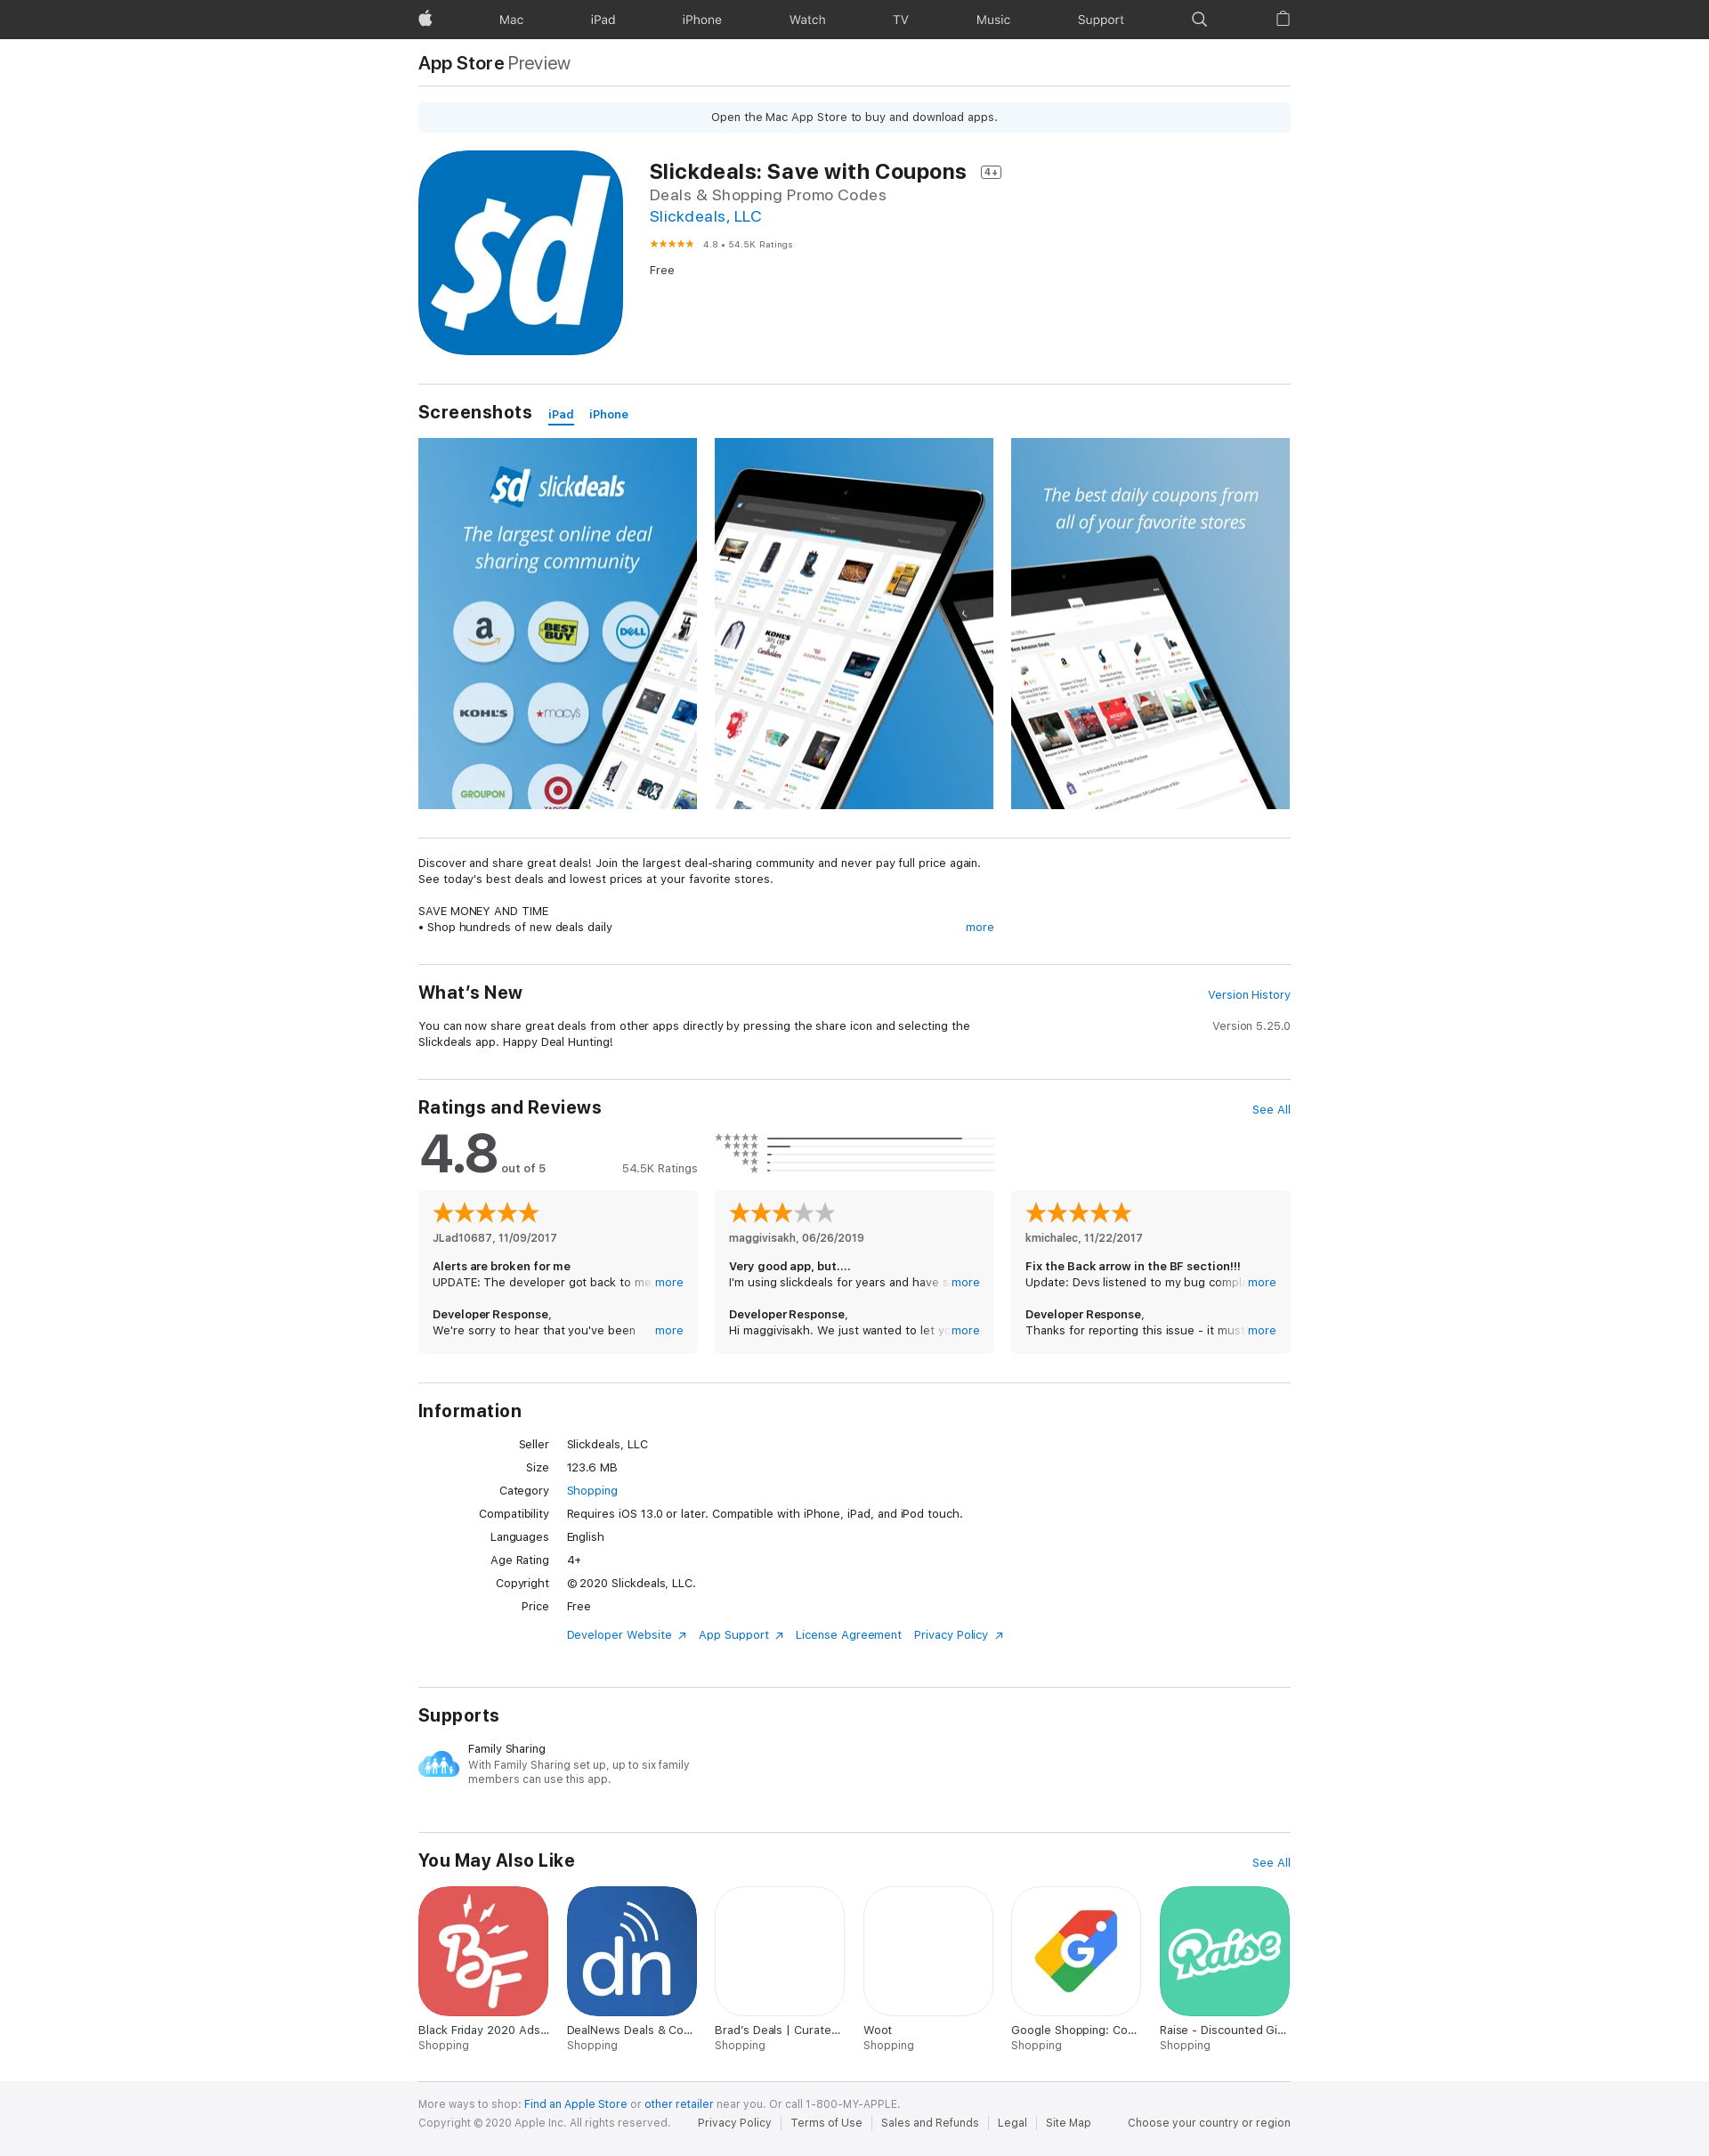 Mac
iPad
iPhone
Watch
TV
Music
Support
App Store Preview
Open the Mac App Store to buy and download apps.
$d
Slickdeals: Save with Coupons 4+
Deals & Shopping Promo Codes
Slickdeals, LLC
4.8 • 54.5K Ratings
Free
Screenshots iPad iPhone
$d slickdeals
The largest online deal
sharing community
a
BEST BUY
DELL
KOHL'S
macy's
GROUPON
TARGET
KOHL'S
The best daily coupons from
all of your favorite stores
Discover and share great deals! Join the largest deal-sharing community and never pay full price again.
See today's best deals and lowest prices at your favorite stores.
SAVE MONEY AND TIME
• Shop hundreds of new deals daily more
What's New Version History
You can now share great deals from other apps directly by pressing the share icon and selecting the
Slickdeals app. Happy Deal Hunting!
Version 5.25.0
Ratings and Reviews See All
4.8 out of 5 54.5K Ratings
JLad10687, 11/09/2017
Alerts are broken for me
UPDATE: The developer got back to me more
Developer Response,
We're sorry to hear that you've been more
maggivisakh, 06/26/2019
Very good app, but....
I'm using slickdeals for years and have s more
Developer Response,
Hi maggivisakh. We just wanted to let yo more
kmichalec, 11/22/2017
Fix the Back arrow in the BF section!!!
Update: Devs listened to my bug compla more
Developer Response,
Thanks for reporting this issue - it must more
Information
Seller Slickdeals, LLC
Size 123.6 MB
Category Shopping
Compatibility Requires iOS 13.0 or later. Compatible with iPhone, iPad, and iPod touch.
Languages English
Age Rating 4+
Copyright © 2020 Slickdeals, LLC.
Price Free
Developer Website App Support License Agreement Privacy Policy
Supports
Family Sharing
With Family Sharing set up, up to six family
members can use this app.
You May Also Like See All
BF
dn
G
Raise
Black Friday 2020 Ads...
Shopping
DealNews Deals & Co...
Shopping
Brad's Deals | Curate...
Shopping
Woot
Shopping
Google Shopping: Co...
Shopping
Raise - Discounted Gi...
Shopping
More ways to shop: Find an Apple Store or other retailer near you. Or call 1-800-MY-APPLE.
Copyright © 2020 Apple Inc. All rights reserved. Privacy Policy Terms of Use Sales and Refunds Legal Site Map Choose your country or region